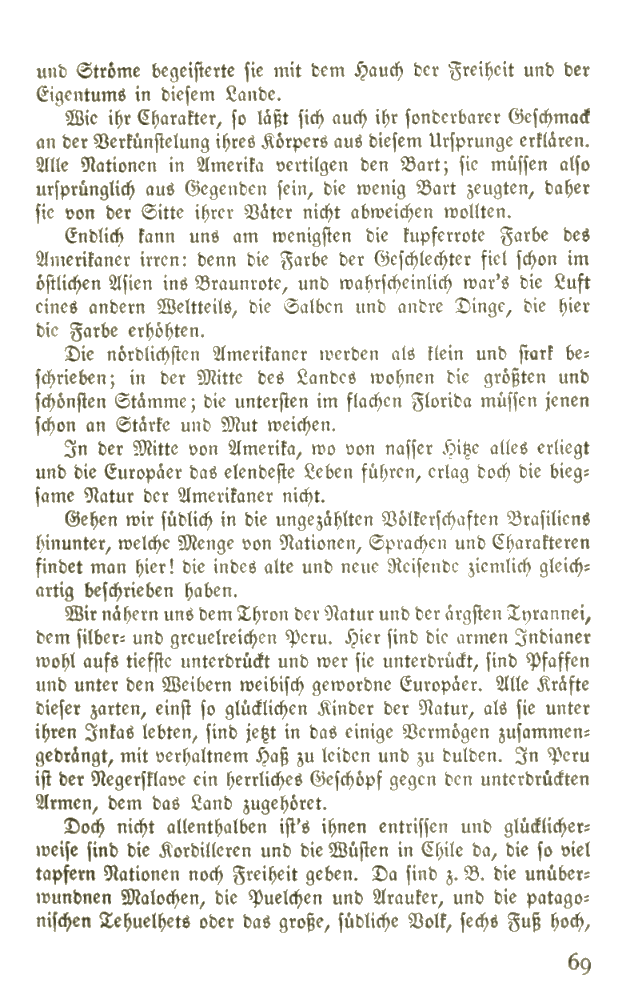 und Ströme begeisterte sie mit dem Hauch der Freiheit und der
Eigentums in diesem Lande.
Wie ihr Charakter, so läßt sich auch ihr sonderbarer Geschmack
an der Verkünstelung ihres Körpers aus diesem Ursprunge erklären.
Alle Nationen in Amerika vertilgen den Bart; sie müssen also
ursprünglich aus Gegenden sein, die wenig Bart zeugten, daher
sie von der Sitte ihrer Väter nicht abweichen wollten.
Endlich kann uns am wenigsten die kupferrote Farbe des
Amerikaner irren: denn die Farbe der Geschlechter fiel schon im
östlichen Asien ins Braunrote, und wahrscheinlich war's die Luft
eines andern Weltteils, die Salben und andre Dinge, die hier
die Farbe erhöhten.
Die nördlichsten Amerikaner werden als klein und stark be-
schrieben; in der Mitte des Landes wohnen die größten und
schönsten Stämme; die untersten im flachen Florida müssen jenen
schon an Stärke und Mut weichen.
In der Mitte von Amerika, wo von nasser Hitze alles erliegt
und die Europäer das elendeste Leben führen, erlag doch die bieg-
same Natur der Amerikaner nicht.
Gehen wir südlich in die ungezählten Völkerschaften Brasiliens
hinunter, welche Menge von Nationen, Sprachen und Charakteren
findet man hier! die indes alte und neue Reisende ziemlich gleich-
artig beschrieben haben.
Wir nähern uns dem Thron der Natur und der ärgsten Tyrannei,
dem silber- und greuelreichen Peru. Hier sind die armen Indianer
wohl aufs tiefste unterdrückt und wer sie unterdrückt, sind Pfaffen
und unter den Weibern weibisch gewordne Europäer. Alle Kräfte
dieser zarten, einst so glücklichen Kinder der Natur, als sie unter
ihren Inkas lebten, sind jetzt in das einige Vermögen zusammen-
gedrängt, mit verhaltnem Haß zu leiden und zu dulden. In Peru
ist der Negersklave ein herrliches Geschöpf gegen den unterdrückten
Armen, dem das Land zugehöret.
Doch nicht allenthalben ist's ihnen entrissen und glücklicher-
weise sind die Kordilleren und die Wüsten in Chile da, die so viel
tapfern Nationen noch Freiheit geben. Da sind z. B. die unüber-
wundnen Malochen, die Puelchen und Arauker, und die patago-
nischen Tehuelhets oder das große, südliche Volk, sechs Fuß hoch,
69